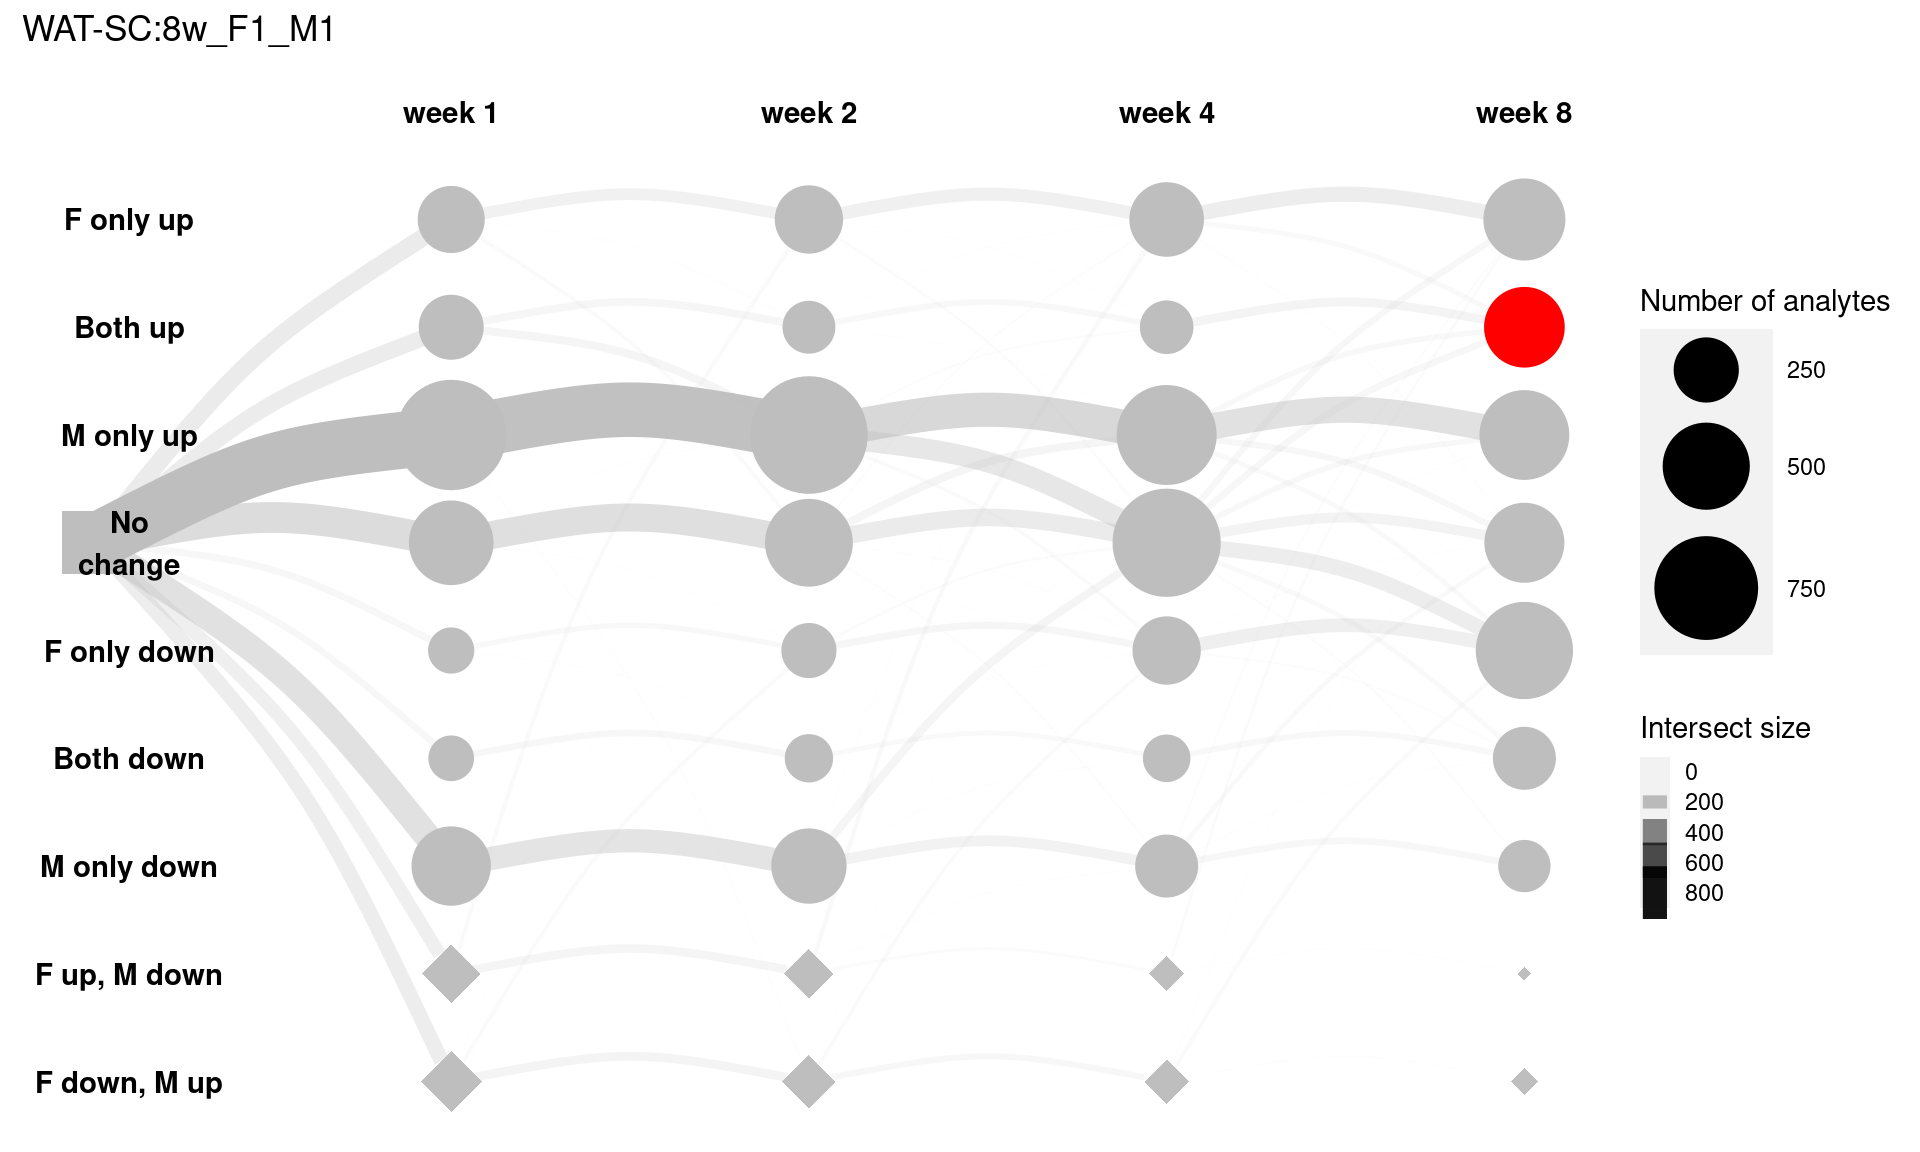 WAT-SC:8w_F1_M1
week 1
week 2
week 4
week 8
F only up
Both up
M only up
No
change
F only down
Both down
M only down
F up, M down
F down, M up
Number of analytes
250
500
750
Intersect size
0
200
400
600
800